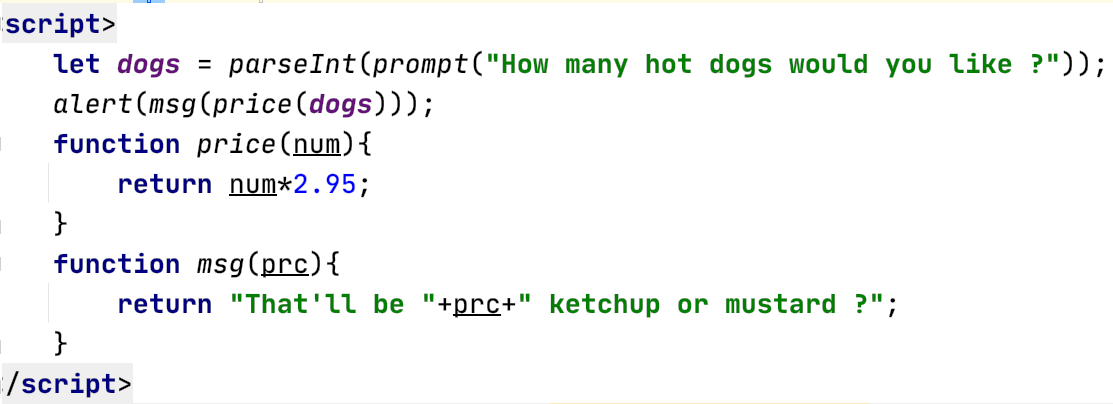 script>
let dogs = parseInt(prompt("How many hot dogs would you like ?"));
alert(msg(price(dogs)));
function price(num){
return num*2.95;
}
function msg(prc){
return "That'll be "+prc+" ketchup or mustard ?";
}
/script>